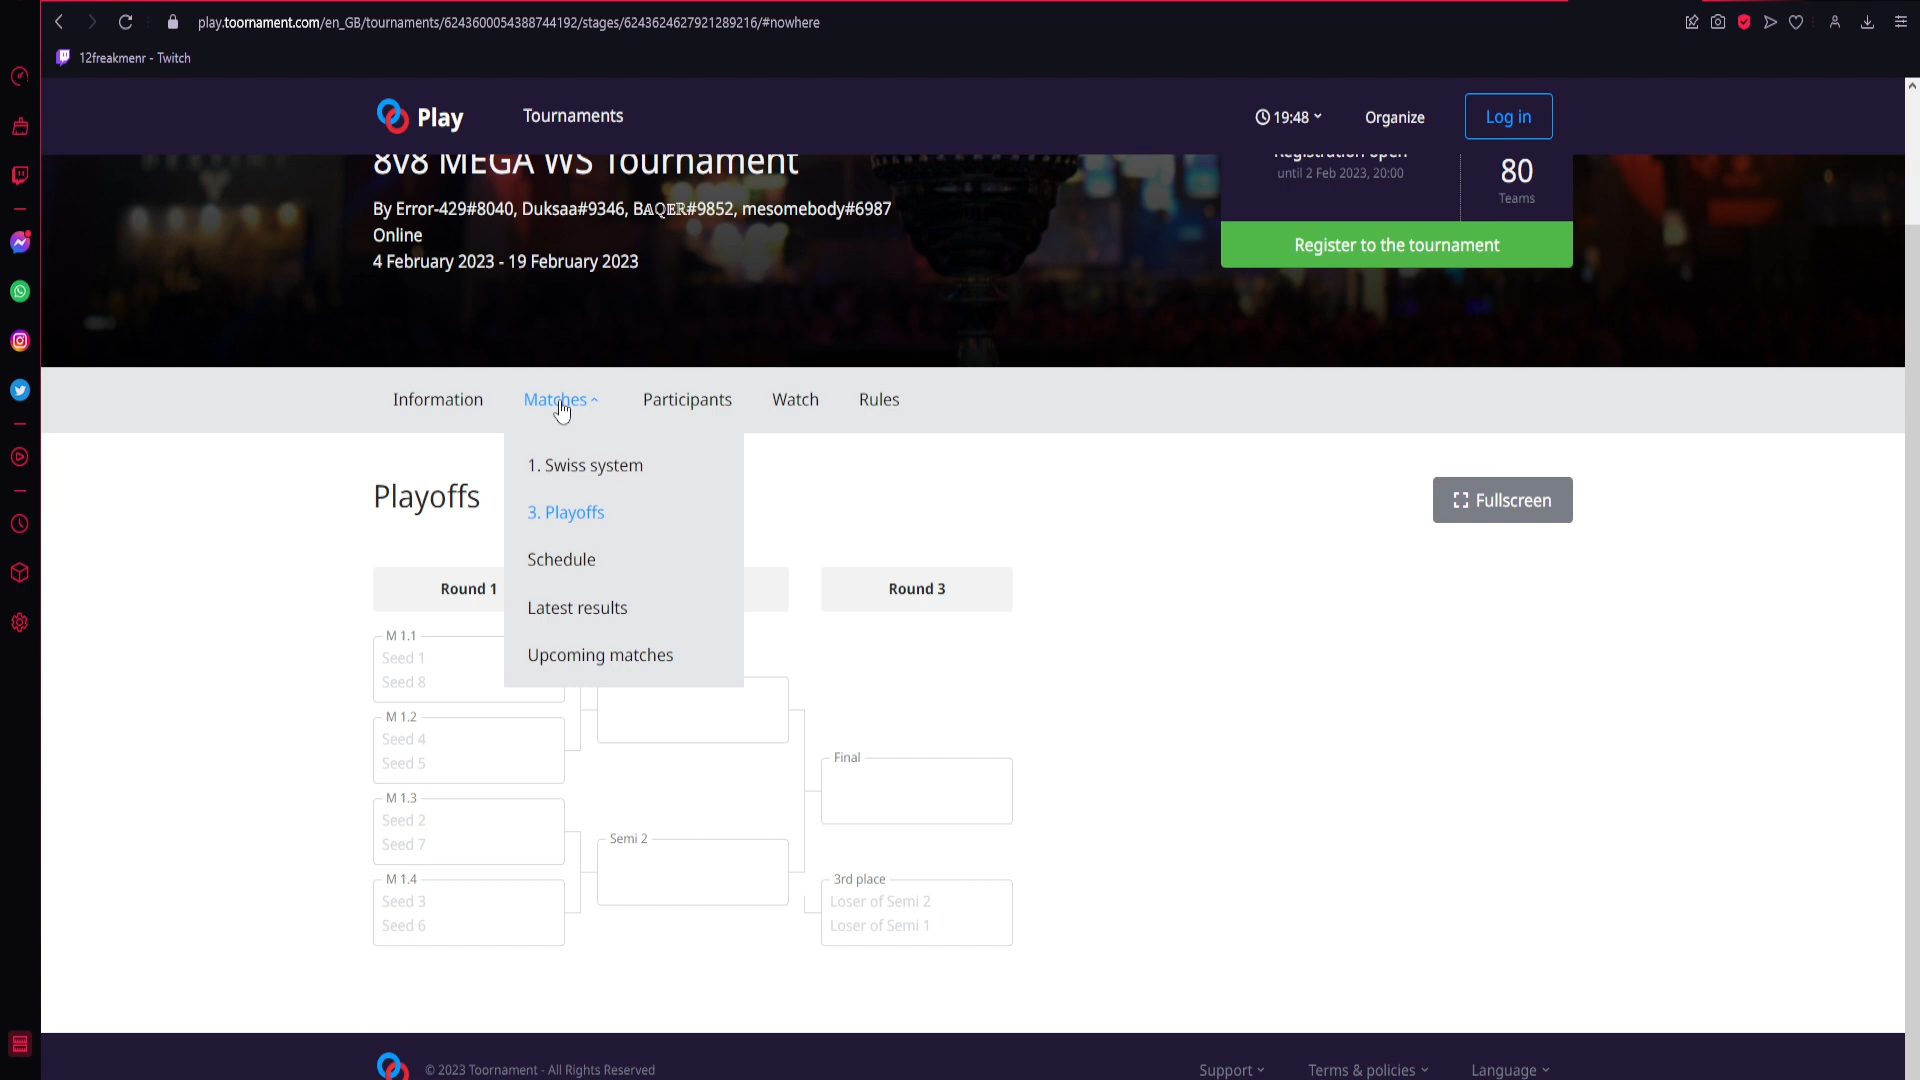 play.toornament.com/en_GB/tournaments/6243600054388744192/stages/6243624627921289216/#nowhere
12freakmenr - Twitch
Play
Tournaments
19:48
Organize
Log in
8v8 MEGA WS Tournament
By Error-429#8040, Duksaa#9346, BAQER#9852, mesomebody#6987
Online
4 February 2023 - 19 February 2023
Registration open
until 2 Feb 2023, 20:00
80
Teams
Register to the tournament
Information
Matches
Participants
Watch
Rules
1. Swiss system
3. Playoffs
Schedule
Latest results
Upcoming matches
Playoffs
Fullscreen
Round 1
Round 3
M 1.1
Seed 1
Seed 8
M 1.2
Seed 4
Seed 5
M 1.3
Seed 2
Seed 7
M 1.4
Seed 3
Seed 6
Semi 2
Final
3rd place
Loser of Semi 2
Loser of Semi 1
© 2023 Toornament - All Rights Reserved
Support
Terms & policies
Language